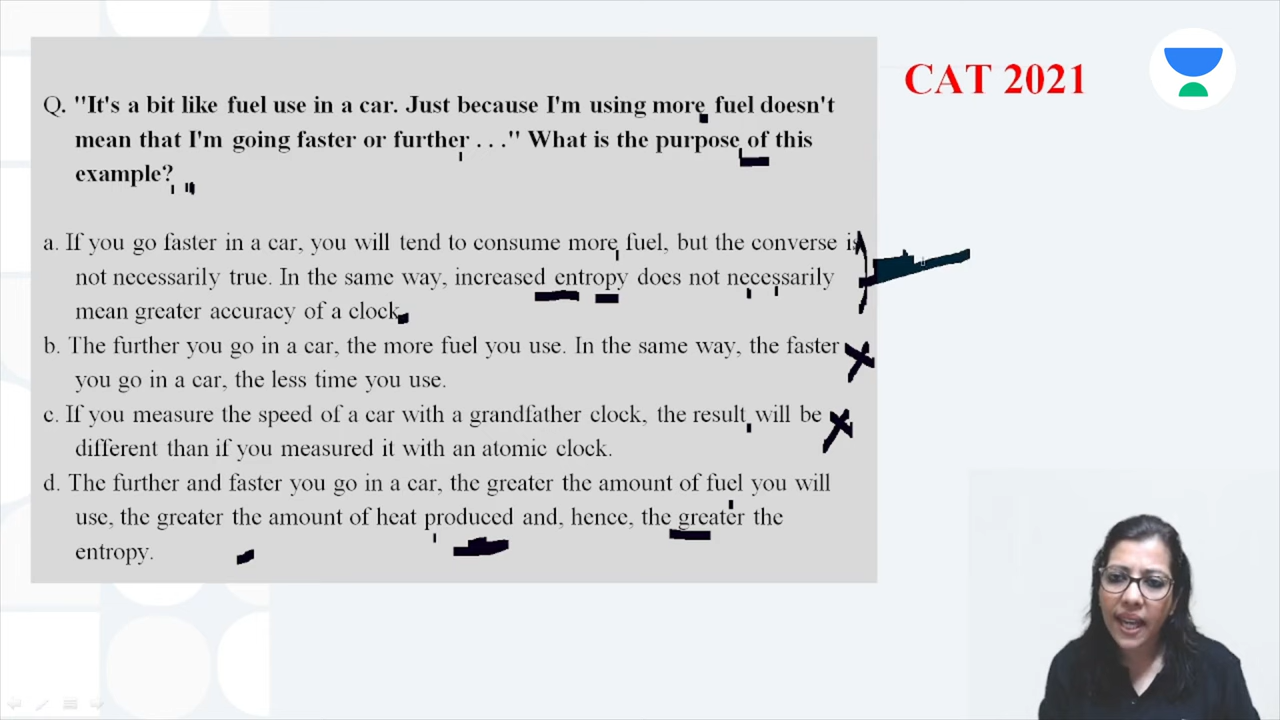 CAT 2021
Q. "It's a bit like fuel use in a car. Just because I'm using more fuel doesn't
mean that I'm going faster or further . . ." What is the purpose of this
example?
a. If you go faster in a car, you will tend to consume more fuel, but the converse is
not necessarily true. In the same way, increased entropy does not necessarily
mean greater accuracy of a clock.
b. The further you go in a car, the more fuel you use. In the same way, the faster
you go in a car, the less time you use.
c. If you measure the speed of a car with a grandfather clock, the result will be
different than if you measured it with an atomic clock.
d. The further and faster you go in a car, the greater the amount of fuel you will
use, the greater the amount of heat produced and, hence, the greater the
entropy.